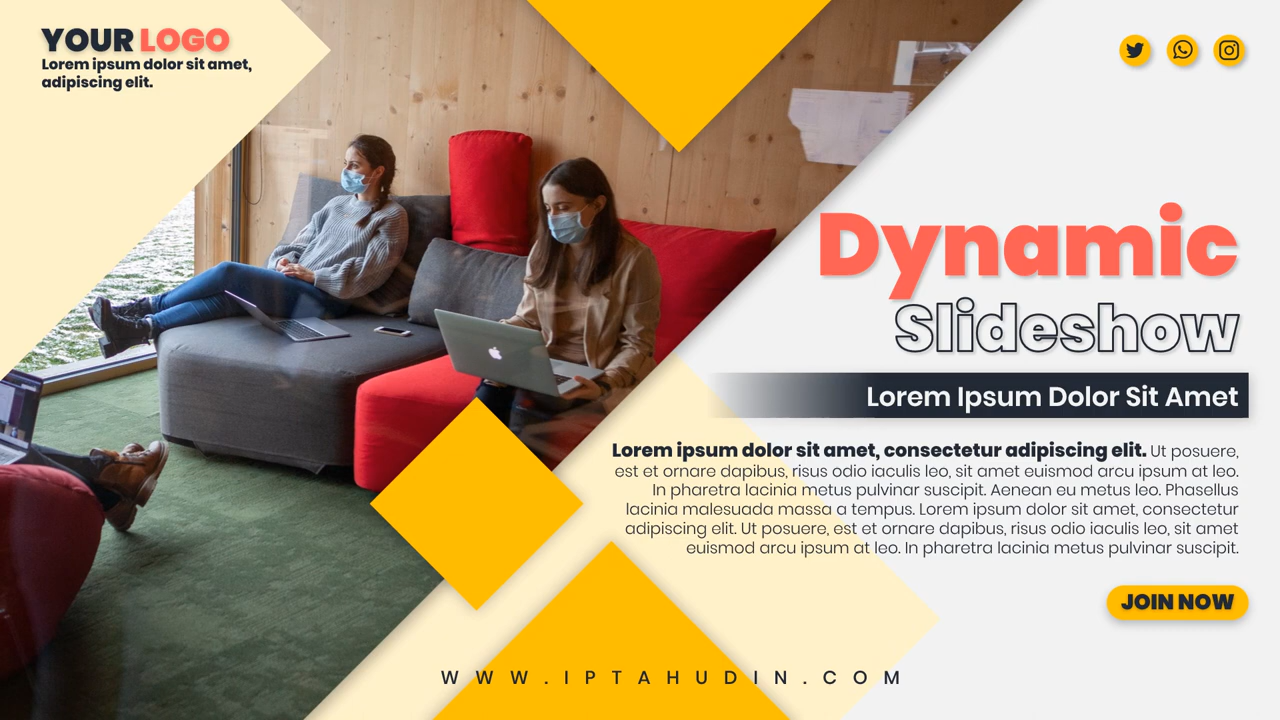 YOUR LOGO
Lorem ipsum dolor sit amet,
adipiscing elit.
Dynamic
Slideshow
Lorem Ipsum Dolor Sit Amet
Lorem ipsum dolor sit amet, consectetur adipiscing elit. Ut posuere,
est et ornare dapibus, risus odio iaculis leo, sit amet euismod arcu ipsum at leo.
In pharetra lacinia metus pulvinar suscipit. Aenean eu metus leo. Phasellus
lacinia malesuada massa a tempus. Lorem ipsum dolor sit amet, consectetur
adipiscing elit. Ut posuere, est et ornare dapibus, risus odio iaculis leo, sit amet
euismod arcu ipsum at leo. In pharetra lacinia metus pulvinar suscipit.
JOIN NOW
WWW.IPTAHUDIN.COM